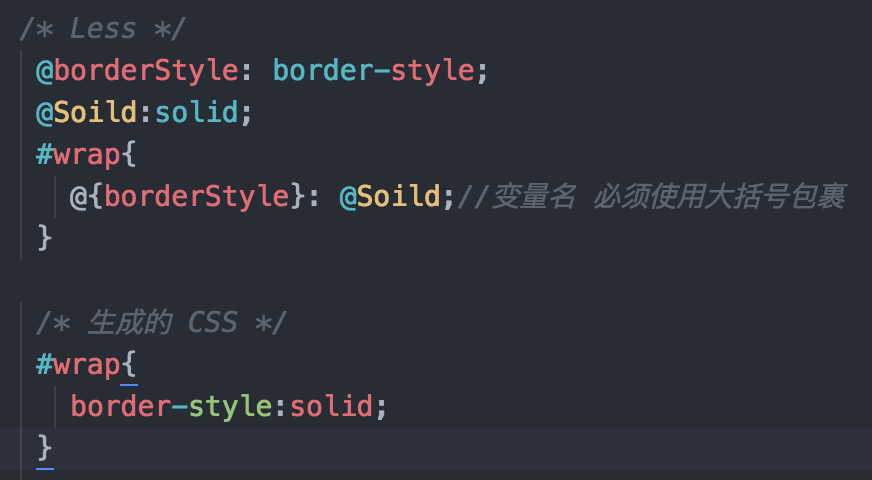 /* Less */
@borderStyle: border-style;
@Soild:solid;
#wrap{
@{borderStyle}: @Soild;//变量名 必须使用大括号包裹
}
/* 生成的 CSS */
#wrap{
border-style:solid;
}